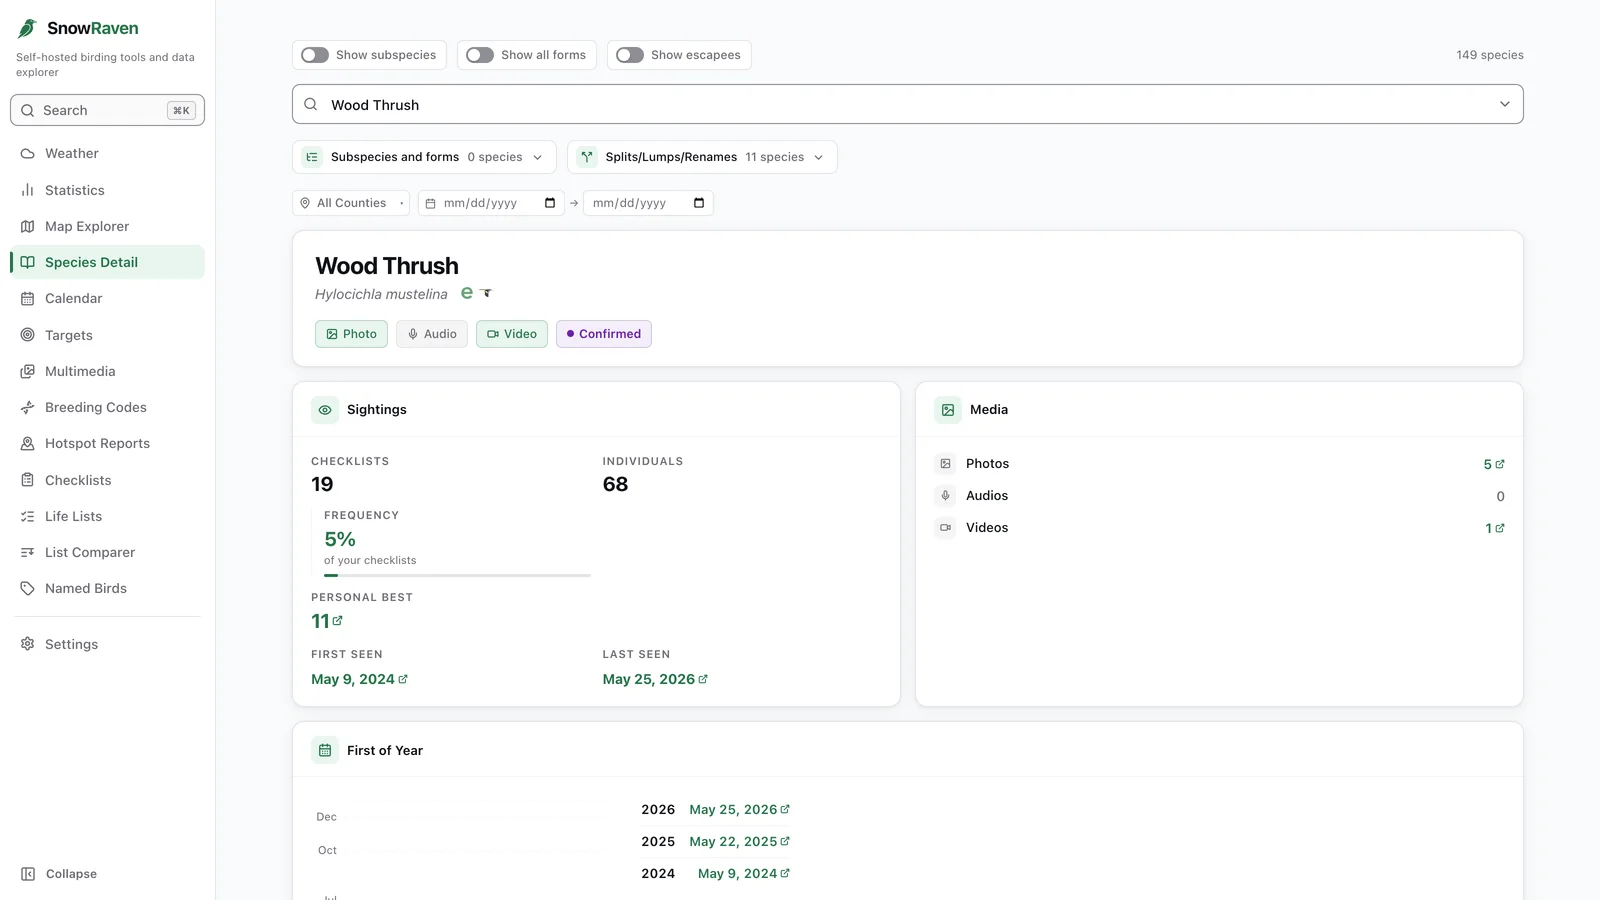 SnowRaven
Self-hosted birding tools and data
explorer
Search ⌘K
Weather
Statistics
Map Explorer
Species Detail
Calendar
Targets
Multimedia
Breeding Codes
Hotspot Reports
Checklists
Life Lists
List Comparer
Named Birds
Settings
Collapse
Show subspecies Show all forms Show escapees 149 species
Wood Thrush
Subspecies and forms 0 species Splits/Lumps/Renames 11 species
All Counties mm/dd/yyyy → mm/dd/yyyy
Wood Thrush
Hylocichla mustelina e
Photo Audio Video Confirmed
Sightings
CHECKLISTS INDIVIDUALS
19 68
FREQUENCY
5%
of your checklists
PERSONAL BEST
11
FIRST SEEN LAST SEEN
May 9, 2024 May 25, 2026
Media
Photos 5
Audios 0
Videos 1
First of Year
Dec
Oct
Jul
2026 May 25, 2026
2025 May 22, 2025
2024 May 9, 2024